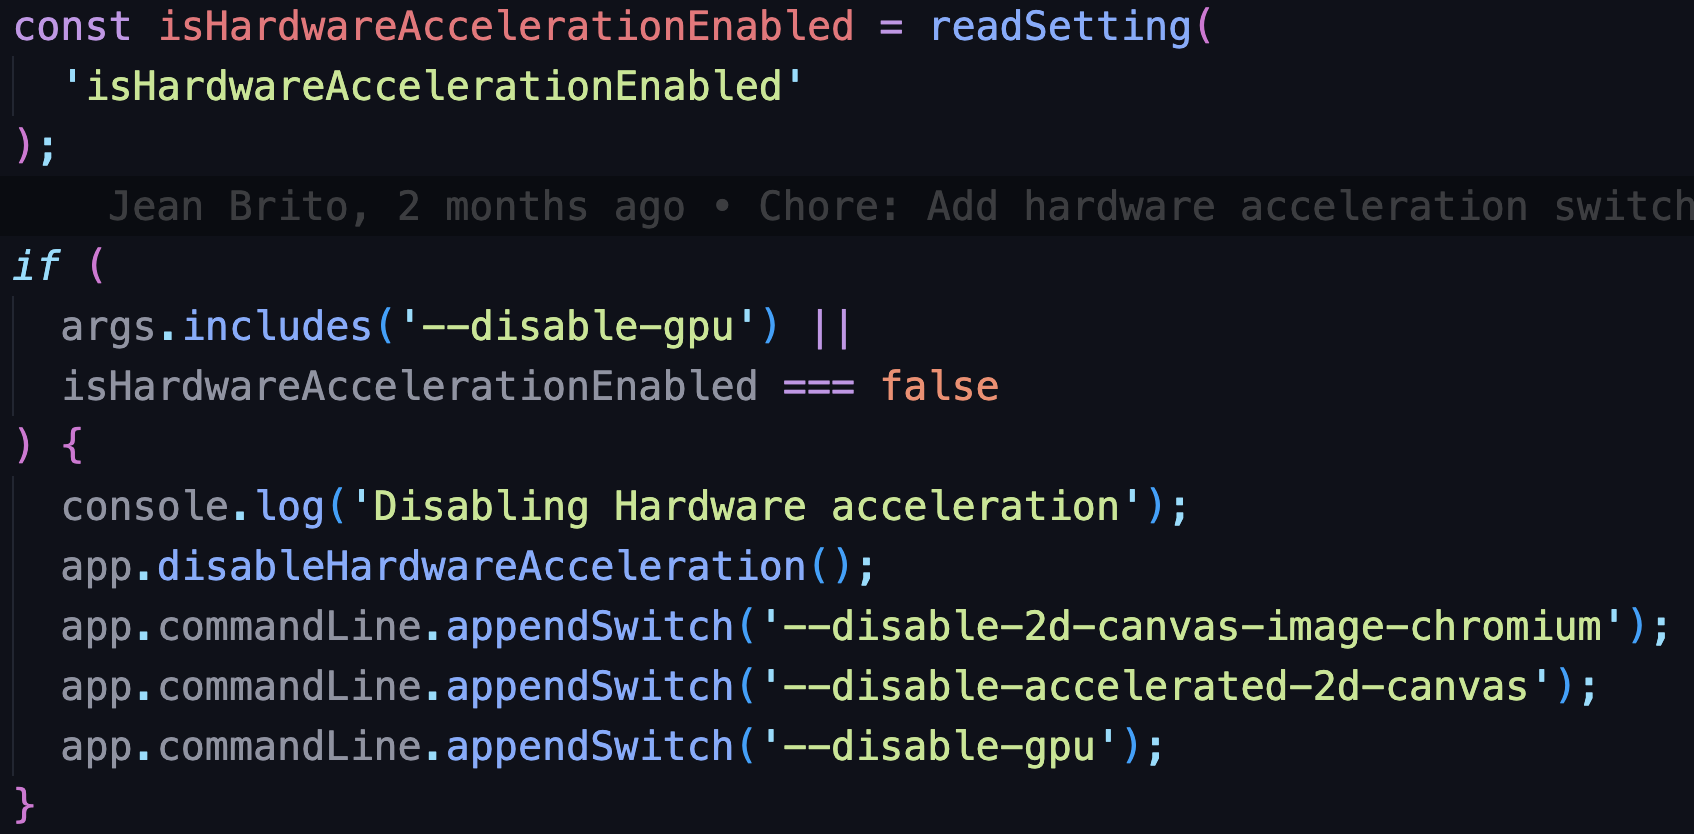 const isHardwareAccelerationEnabled = readSetting(
'isHardwareAccelerationEnabled'
);
Jean Brito, 2 months ago • Chore: Add hardware acceleration switch
if (
args.includes('--disable-gpu') ||
isHardwareAccelerationEnabled === false
) {
console.log('Disabling Hardware acceleration');
app.disableHardwareAcceleration();
app.commandLine.appendSwitch('--disable-2d-canvas-image-chromium');
app.commandLine.appendSwitch('--disable-accelerated-2d-canvas');
app.commandLine.appendSwitch('--disable-gpu');
}